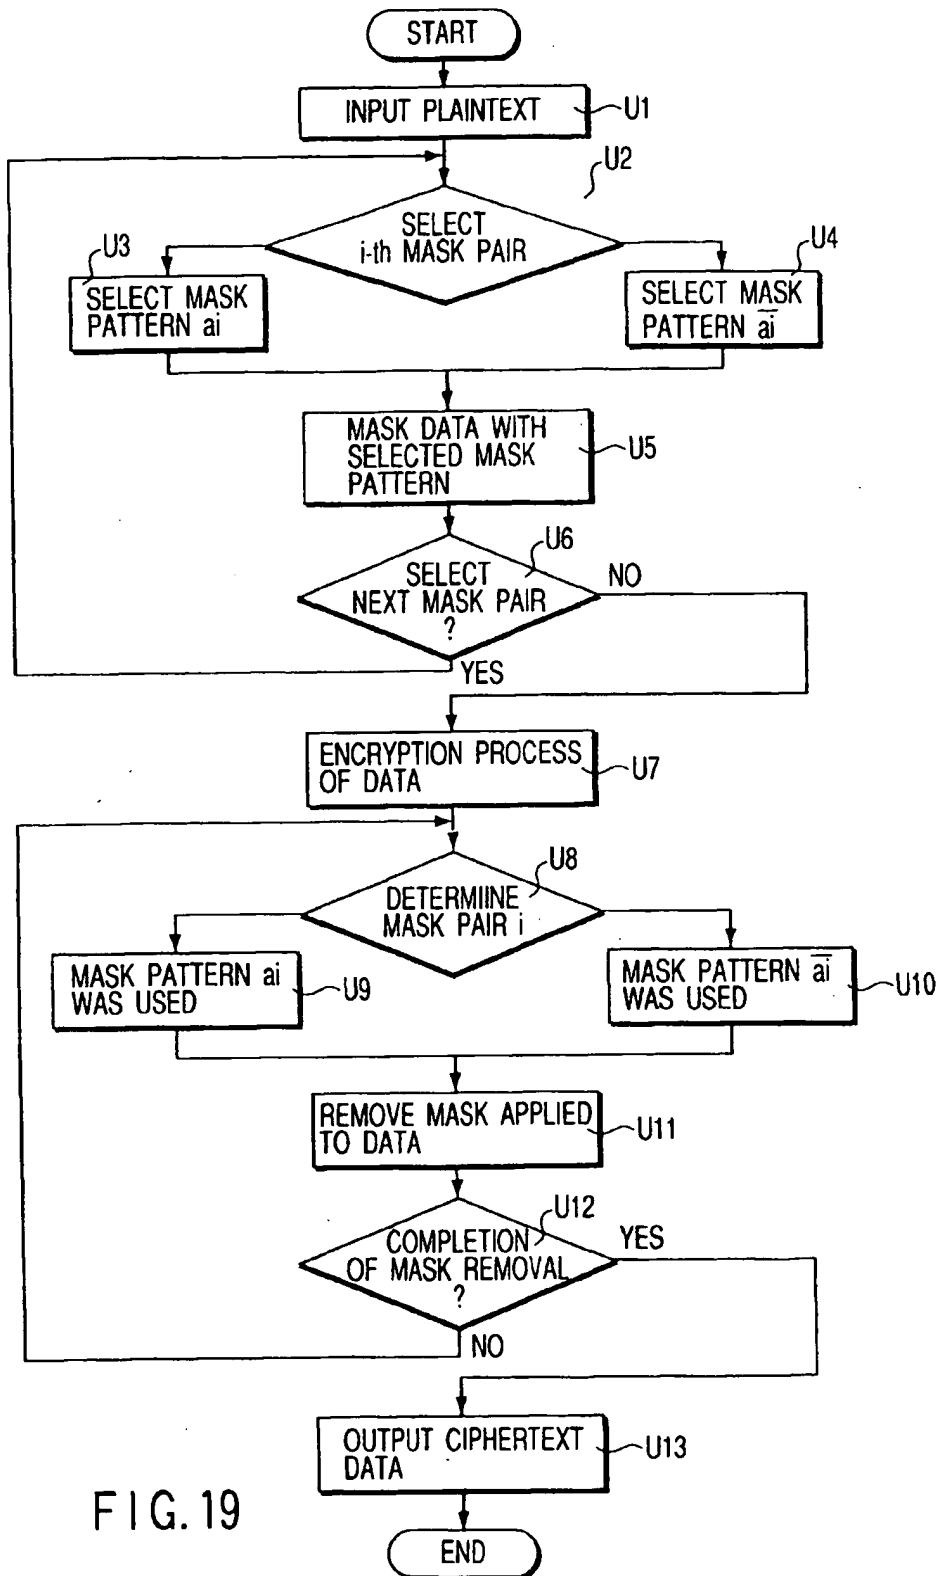 START
INPUT PLAINTEXT
U1
U2
SELECT
i-th MASK PAIR
U3
U4
SELECT MASK
PATTERN ai
SELECT MASK
PATTERN a̅i̅
MASK DATA WITH
SELECTED MASK
PATTERN
U5
U6
SELECT
NEXT MASK PAIR
?
NO
YES
ENCRYPTION PROCESS
OF DATA
U7
U8
DETERMIINE
MASK PAIR i
MASK PATTERN ai
WAS USED
U9
MASK PATTERN a̅i̅
WAS USED
U10
REMOVE MASK APPLIED
TO DATA
U11
U12
COMPLETION
OF MASK REMOVAL
?
YES
NO
OUTPUT CIPHERTEXT
DATA
U13
FIG. 19
END